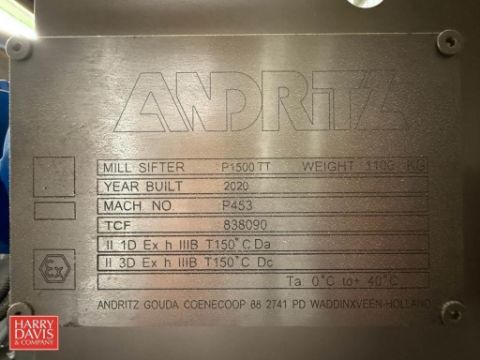 ANDRITZ
MILL SIFTER P1500 TT WEIGHT 1100 KG
YEAR BUILT 2020
MACH NO. P453
TCF 838090
II 1D Ex h IIIB T150°C Da
II 3D Ex h IIIB T150°C Dc
Ex Ta 0°C to+ 40°C
ANDRITZ GOUDA COENECOOP 88 2741 PD WADDINXVEEN-HOLLAND
HARRY
DAVIS
& COMPANY